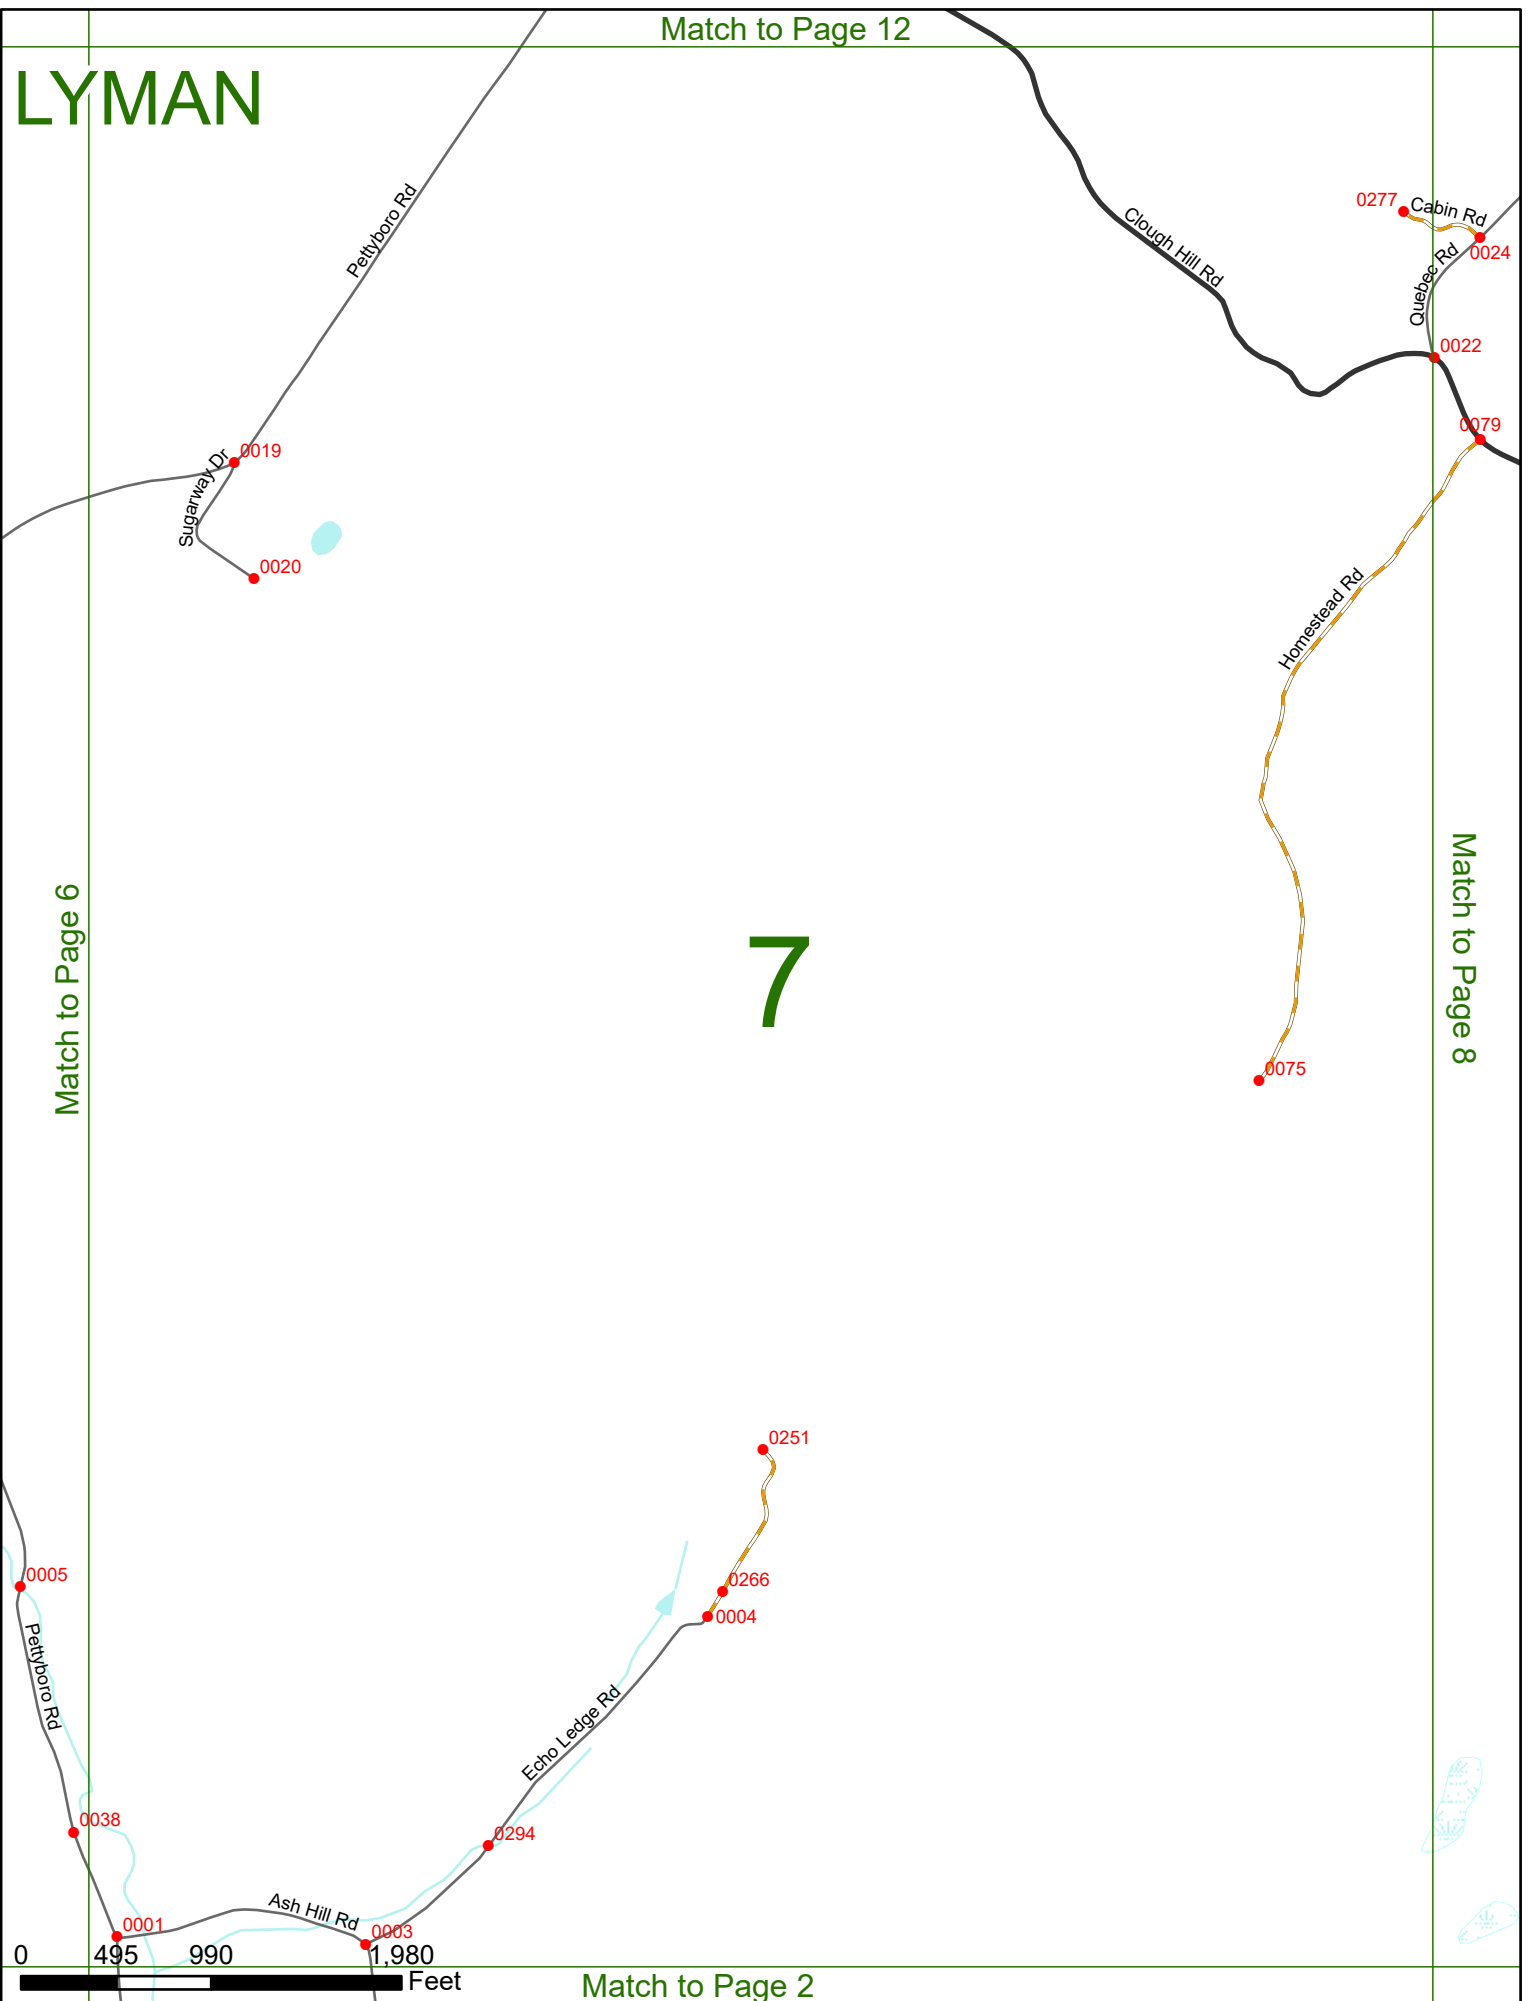 Match to Page 12
LYMAN
Pettyboro Rd
Clough Hill Rd
0277
Cabin Rd
0024
Quebec Rd
0022
0079
0019
Sugarway Dr
0020
Homestead Rd
Match to Page 6
7
Match to Page 8
0075
0251
0005
0266
0004
Pettyboro Rd
Echo Ledge Rd
0038
0294
Ash Hill Rd
0001
0003
0 495 990 1,980
Feet
Match to Page 2